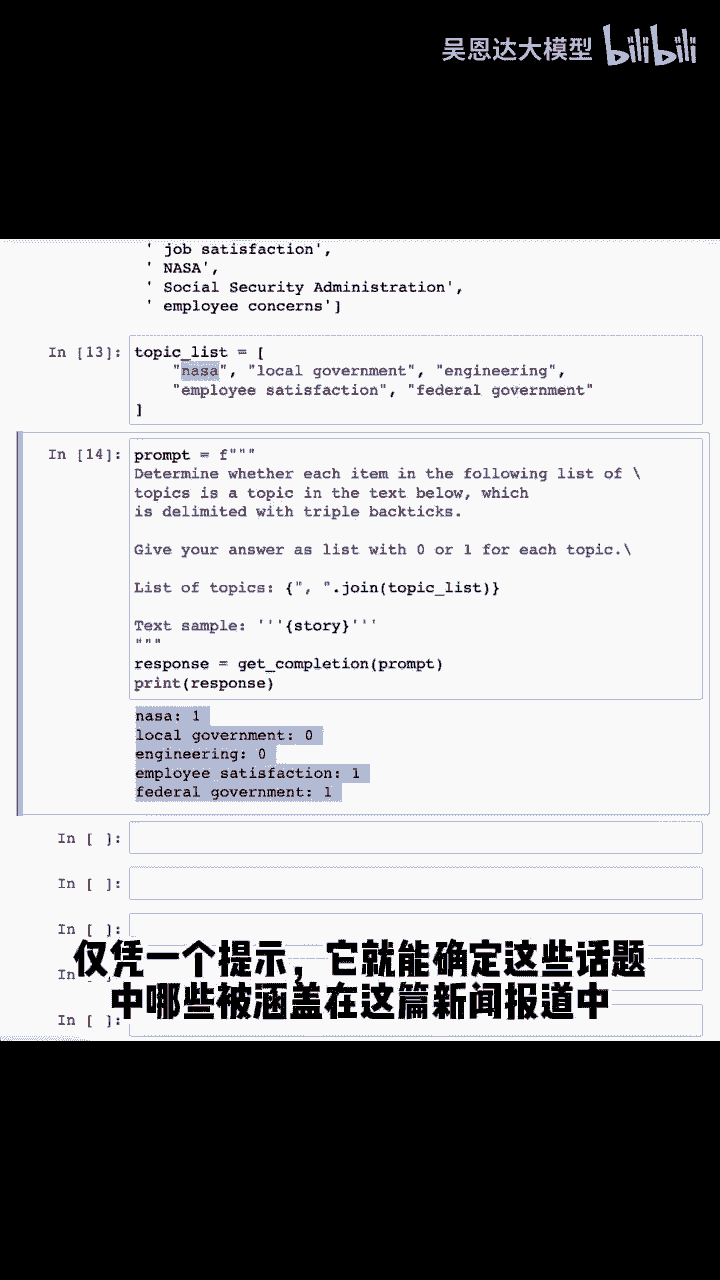 吴恩达大模型 bilibili
' job satisfaction',
' NASA',
' Social Security Administration',
' employee concerns']
In [13]: topic_list = [
"nasa", "local government", "engineering",
"employee satisfaction", "federal government"
]
In [14]: prompt = f"""
Determine whether each item in the following list of \
topics is a topic in the text below, which
is delimited with triple backticks.
Give your answer as list with 0 or 1 for each topic.\
List of topics: {", ".join(topic_list)}
Text sample: '''{story}'''
"""
response = get_completion(prompt)
print(response)
nasa: 1
local government: 0
engineering: 0
employee satisfaction: 1
federal government: 1
In [ ]:
In [ ]:
In [ ]:
仅凭一个提示，它就能确定这些话题
In [ ]:
中哪些被涵盖在这篇新闻报道中
In [ ]: